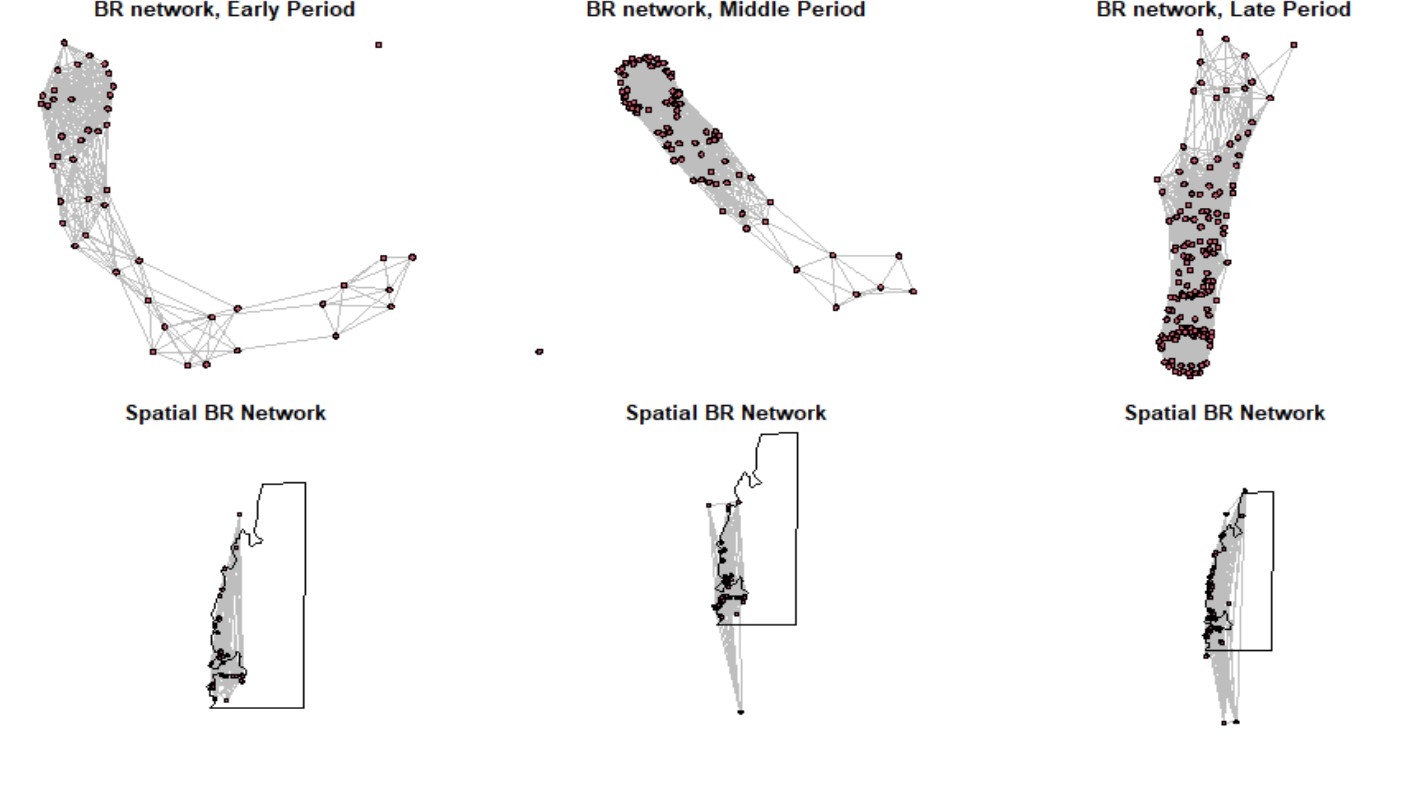 BR network, Early Period
BR network, Middle Period
BR network, Late Period
Spatial BR Network
Spatial BR Network
Spatial BR Network